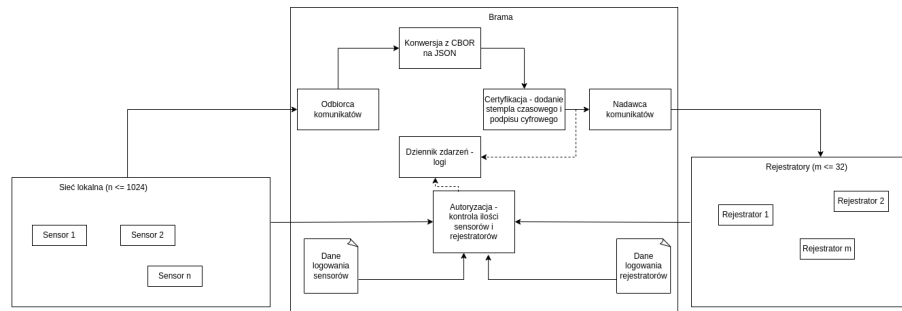 Brama
Konwersja z CBOR
na JSON
Odbiorca
komunikatów
Certyfikacja - dodanie
stempla czasowego i
podpisu cyfrowego
Nadawca
komunikatów
Dziennik zdarzeń -
logi
Sieć lokalna (n <= 1024)
Sensor 1
Sensor 2
Sensor n
Autoryzacja -
kontrola ilości
sensorów i
rejestratorów
Dane
logowania
sensorów
Dane
logowania
rejestratorów
Rejestratory (m <= 32)
Rejestrator 1
Rejestrator 2
Rejestrator m